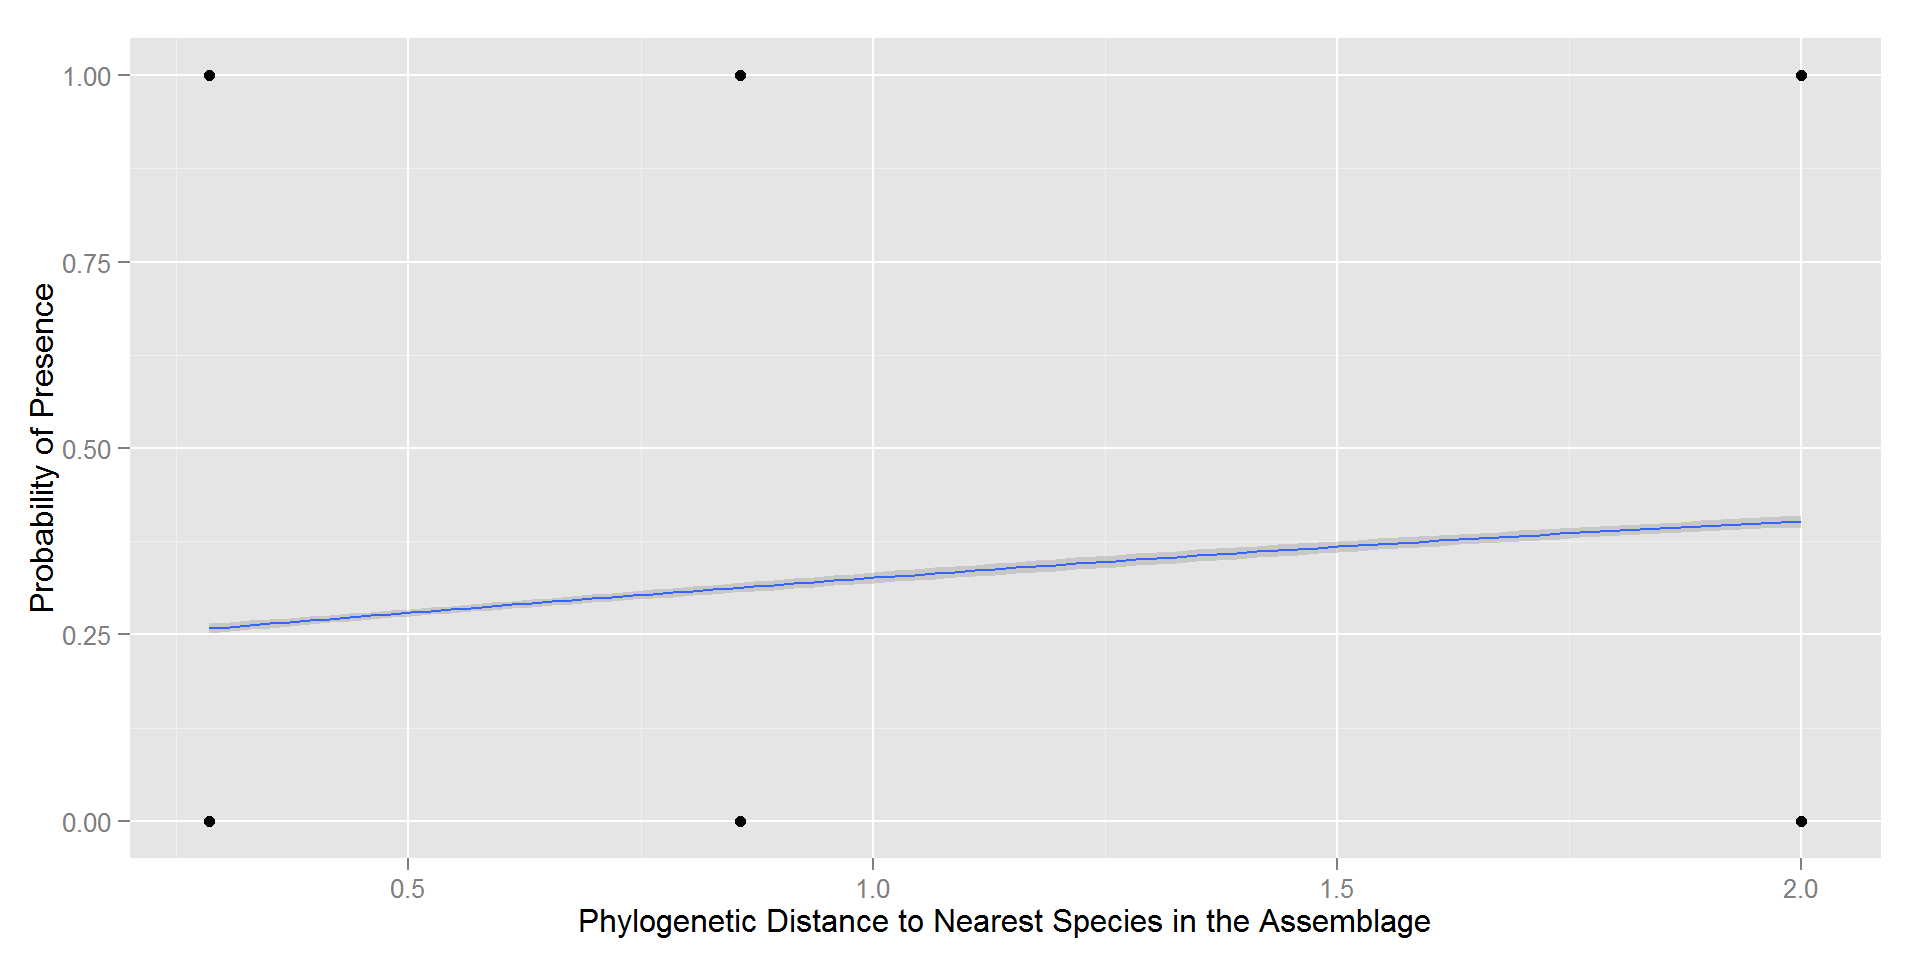 Probability of Presence
1.00
0.75
0.50
0.25
0.00
0.5 1.0 1.5 2.0
Phylogenetic Distance to Nearest Species in the Assemblage